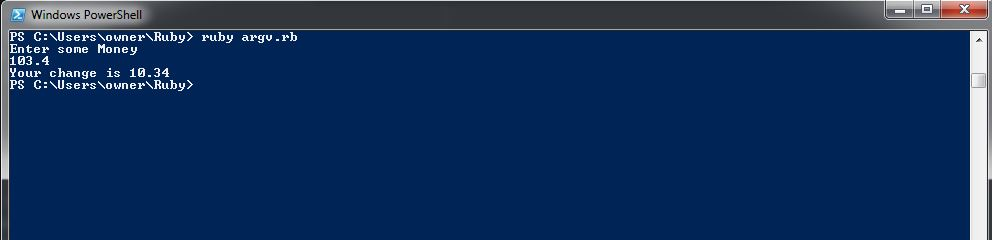 Windows PowerShell
PS C:\Users\owner\Ruby> ruby argv.rb
Enter some Money
103.4
Your change is 10.34
PS C:\Users\owner\Ruby>